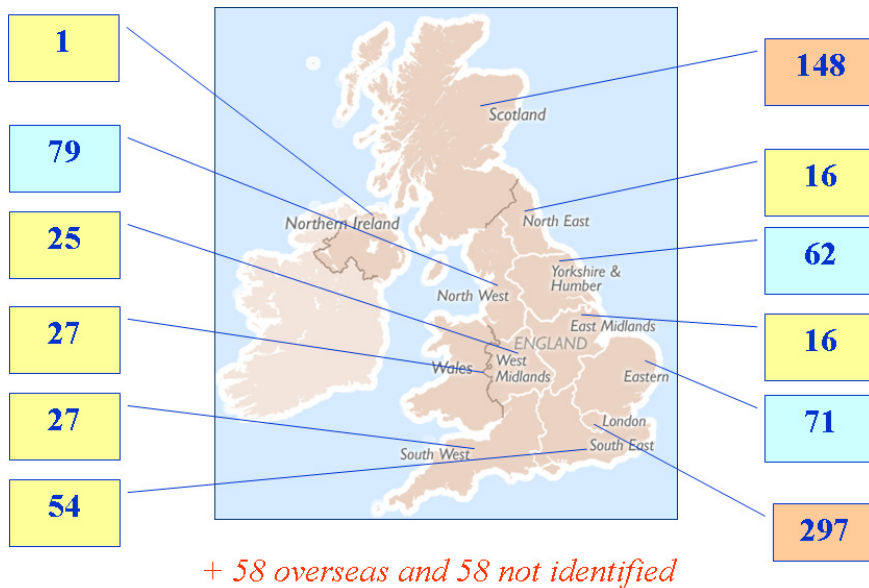 1
148
Scotland
79
16
Northern Ireland
North East
25
62
Yorkshire &
Humber
North West
27
East Midlands
16
ENGLAND
Wales
West
Midlands
Eastern
27
71
London
South West
South East
54
297
+ 58 overseas and 58 not identified